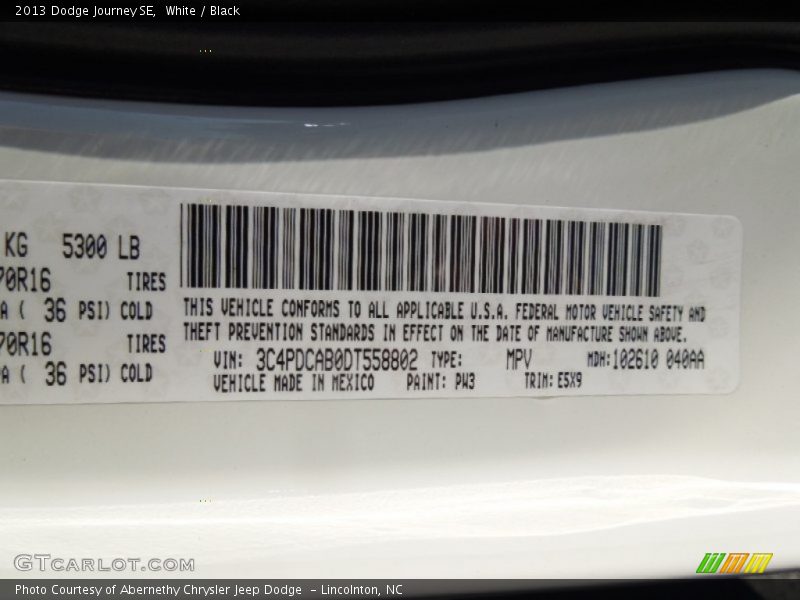 2013 Dodge Journey SE, White / Black
KG 5300 LB
70R16 TIRES
A ( 36 PSI) COLD
70R16 TIRES
A ( 36 PSI) COLD
THIS VEHICLE CONFORMS TO ALL APPLICABLE U.S.A. FEDERAL MOTOR VEHICLE SAFETY AND
THEFT PREVENTION STANDARDS IN EFFECT ON THE DATE OF MANUFACTURE SHOWN ABOVE.
VIN: 3C4PDCAB0DT558802 TYPE: MPV MDH:102610 040AA
VEHICLE MADE IN MEXICO PAINT: PW3 TRIM: E5X9
GTCARLOT.COM
Photo Courtesy of Abernethy Chrysler Jeep Dodge - Lincolnton, NC